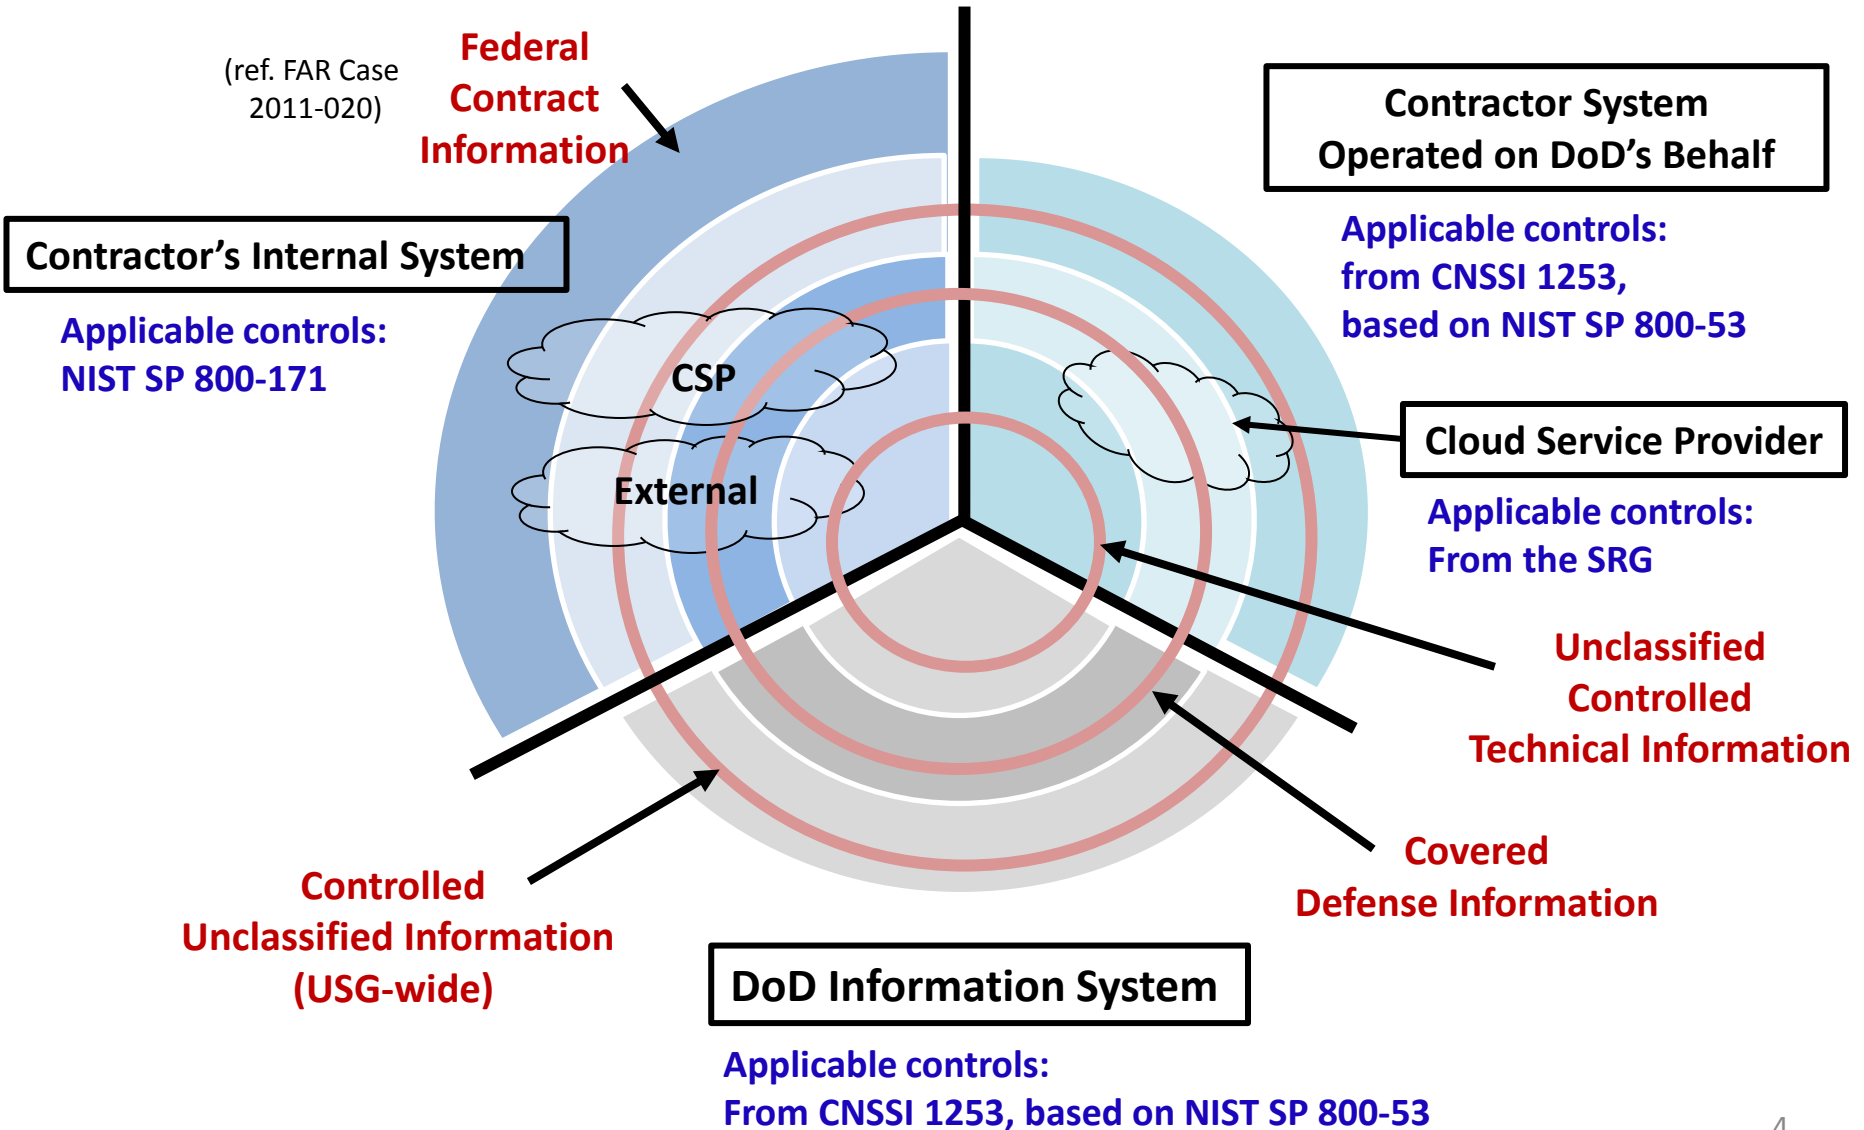 (ref. FAR Case
2011-020)
Federal
Contract
Information
Contractor System
Operated on DoD's Behalf
Applicable controls:
from CNSSI 1253,
based on NIST SP 800-53
Contractor's Internal System
Applicable controls:
NIST SP 800-171
CSP
External
Cloud Service Provider
Applicable controls:
From the SRG
Unclassified
Controlled
Technical Information
Covered
Defense Information
Controlled
Unclassified Information
(USG-wide)
DoD Information System
Applicable controls:
From CNSSI 1253, based on NIST SP 800-53
4